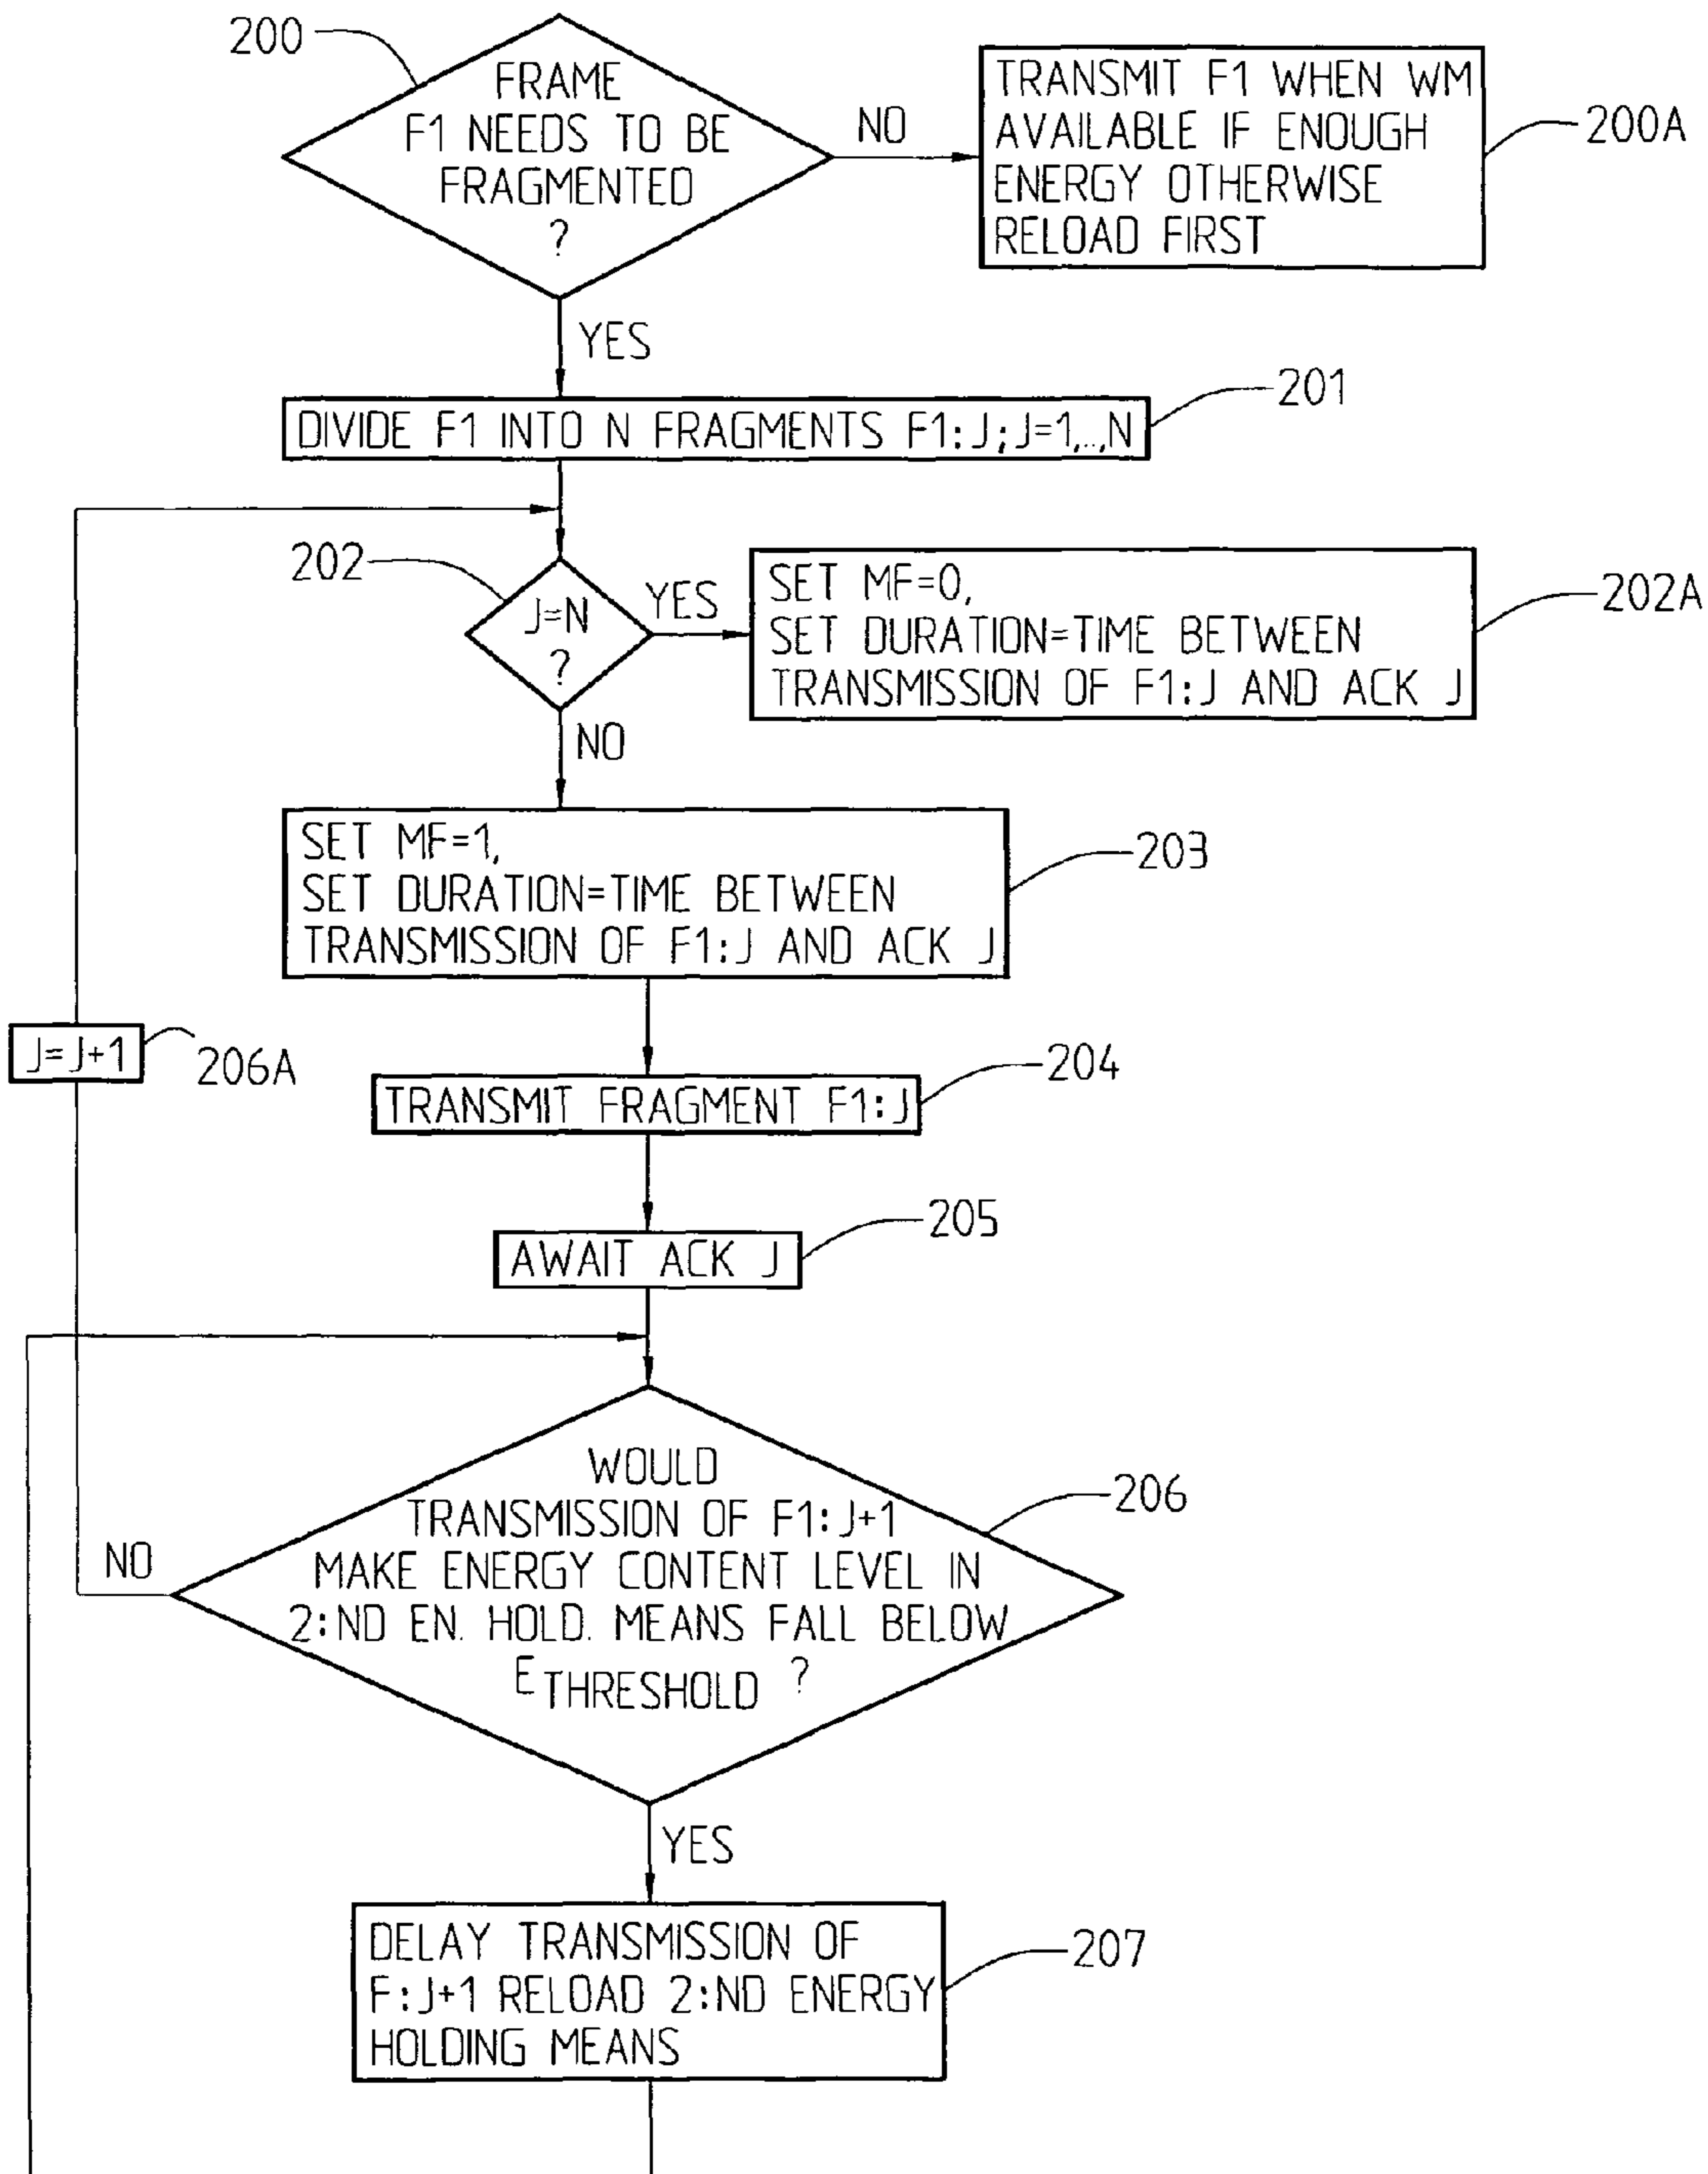 200
FRAME
F1 NEEDS TO BE
FRAGMENTED
?
NO
TRANSMIT F1 WHEN WM
AVAILABLE IF ENOUGH
ENERGY OTHERWISE
RELOAD FIRST
200A
YES
201
DIVIDE F1 INTO N FRAGMENTS F1:J;J=1,..,N
202
J=N
?
YES
SET MF=0,
SET DURATION=TIME BETWEEN
TRANSMISSION OF F1:J AND ACK J
202A
NO
SET MF=1,
SET DURATION=TIME BETWEEN
TRANSMISSION OF F1:J AND ACK J
203
J=J+1
206A
TRANSMIT FRAGMENT F1:J
204
AWAIT ACK J
205
WOULD
TRANSMISSION OF F1:J+1
MAKE ENERGY CONTENT LEVEL IN
2:ND EN. HOLD. MEANS FALL BELOW
E THRESHOLD ?
206
NO
YES
DELAY TRANSMISSION OF
F:J+1 RELOAD 2:ND ENERGY
HOLDING MEANS
207